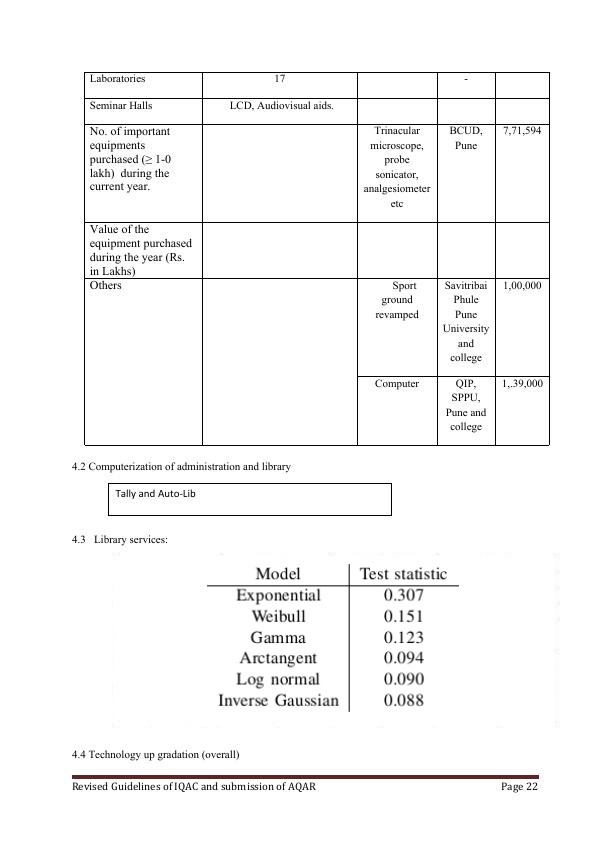 Laboratories 17 -
Seminar Halls LCD, Audiovisual aids.
No. of important
equipments
purchased (≥ 1-0
lakh)  during the
current year.
Trinacular
microscope,
probe
sonicator,
analgesiometer
etc
BCUD,
Pune
7,71,594
Value of the
equipment purchased
during the year (Rs.
in Lakhs)
Others
Sport
ground
revamped
Savitribai
Phule
Pune
University
and
college
1,00,000
Computer
QIP,
SPPU,
Pune and
college
1,.39,000
4.2 Computerization of administration and library
Tally and Auto-Lib
4.3   Library services:
Model Test statistic
Exponential 0.307
Weibull 0.151
Gamma 0.123
Arctangent 0.094
Log normal 0.090
Inverse Gaussian 0.088
4.4 Technology up gradation (overall)
Revised Guidelines of IQAC and submission of AQAR Page 22